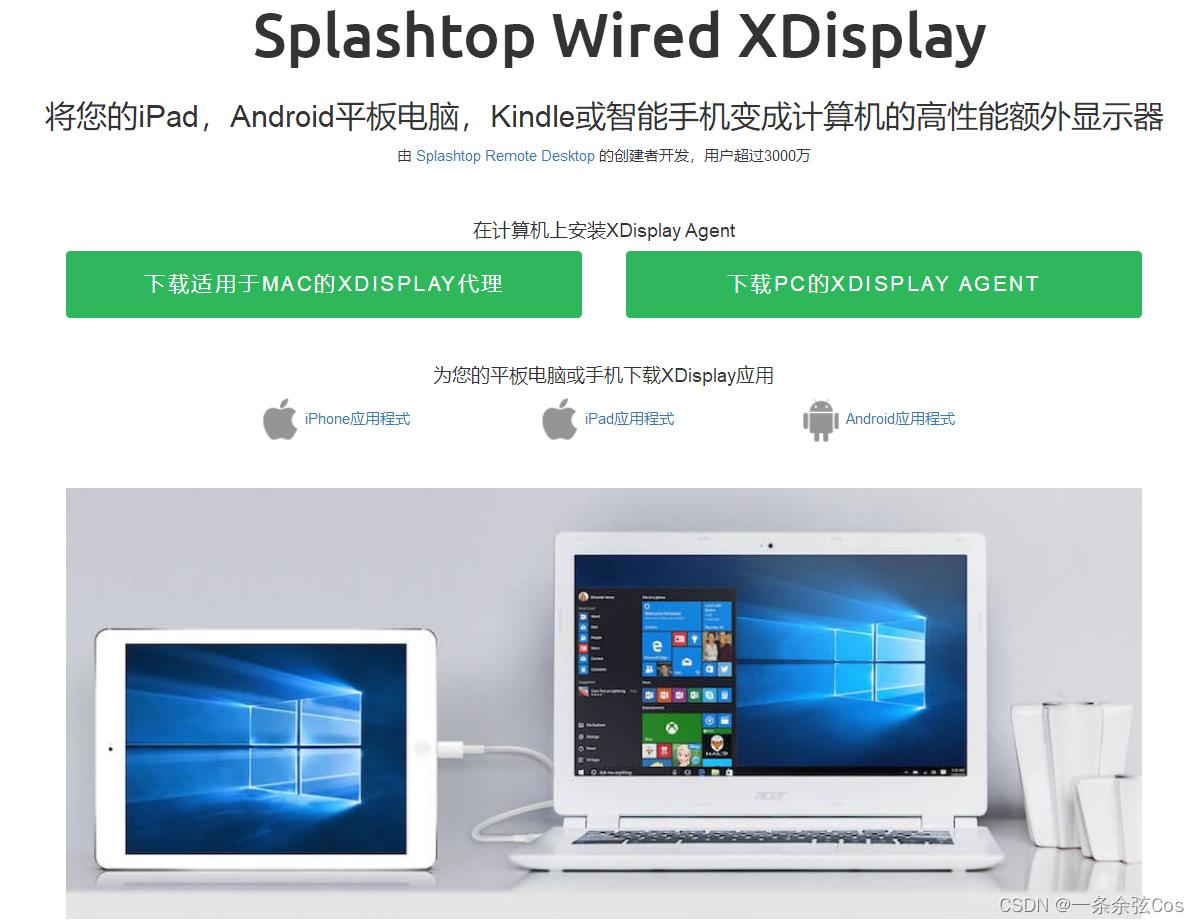 Splashtop Wired XDisplay
将您的iPad，Android平板电脑，Kindle或智能手机变成计算机的高性能额外显示器
由 Splashtop Remote Desktop 的创建者开发，用户超过3000万
在计算机上安装XDisplay Agent
下载适用于MAC的XDISPLAY代理
下载PC的XDISPLAY AGENT
为您的平板电脑或手机下载XDisplay应用
iPhone应用程式
iPad应用程式
Android应用程式
acer
CSDN @一条余弦Cos